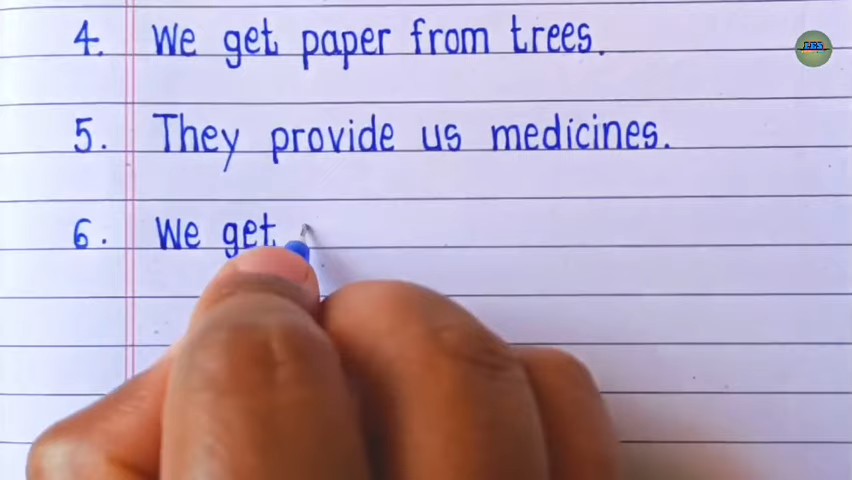 4. We get paper from trees.
5. They provide us medicines.
6. We get